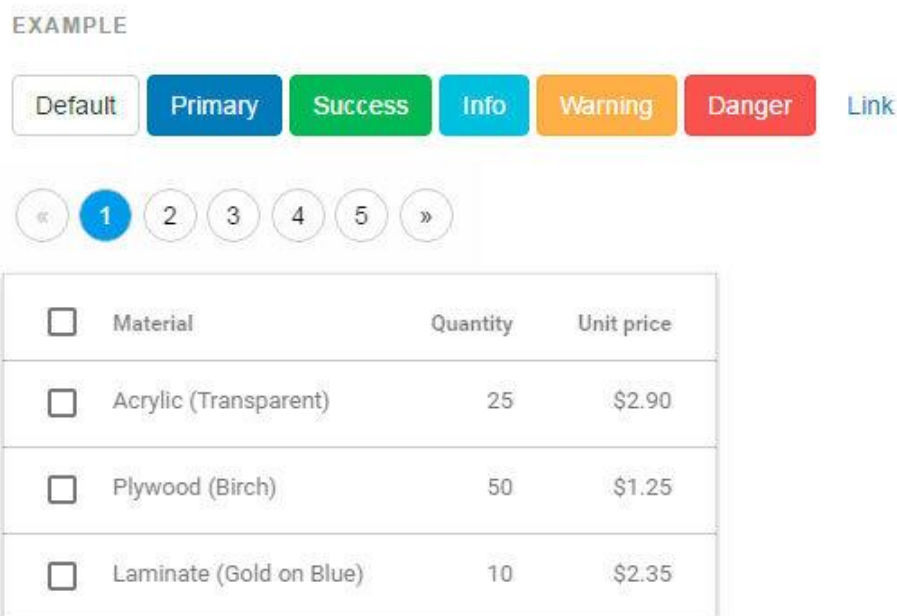 EXAMPLE
Default Primary Success Info Warning Danger Link
« 1 2 3 4 5 »
Material Quantity Unit price
Acrylic (Transparent) 25 $2.90
Plywood (Birch) 50 $1.25
Laminate (Gold on Blue) 10 $2.35